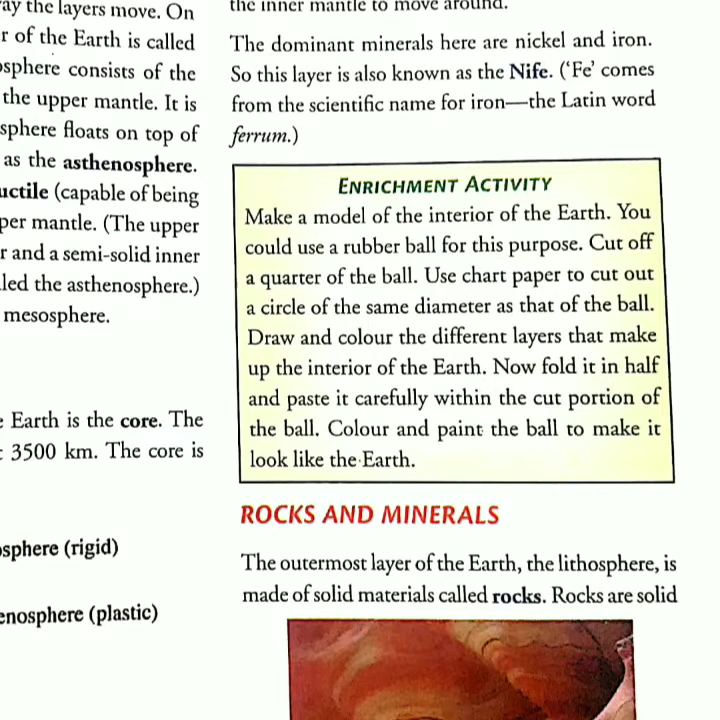 ay the layers move. On
r of the Earth is called
osphere consists of the
the upper mantle. It is
sphere floats on top of
as the asthenosphere.
uctile (capable of being
per mantle. (The upper
r and a semi-solid inner
led the asthenosphere.)
mesosphere.
e Earth is the core. The
3500 km. The core is
osphere (rigid)
enosphere (plastic)
the inner mantle to move around.
The dominant minerals here are nickel and iron.
So this layer is also known as the Nife. (‘Fe’ comes
from the scientific name for iron—the Latin word
ferrum.)
ENRICHMENT ACTIVITY
Make a model of the interior of the Earth. You
could use a rubber ball for this purpose. Cut off
a quarter of the ball. Use chart paper to cut out
a circle of the same diameter as that of the ball.
Draw and colour the different layers that make
up the interior of the Earth. Now fold it in half
and paste it carefully within the cut portion of
the ball. Colour and paint the ball to make it
look like the Earth.
ROCKS AND MINERALS
The outermost layer of the Earth, the lithosphere, is
made of solid materials called rocks. Rocks are solid